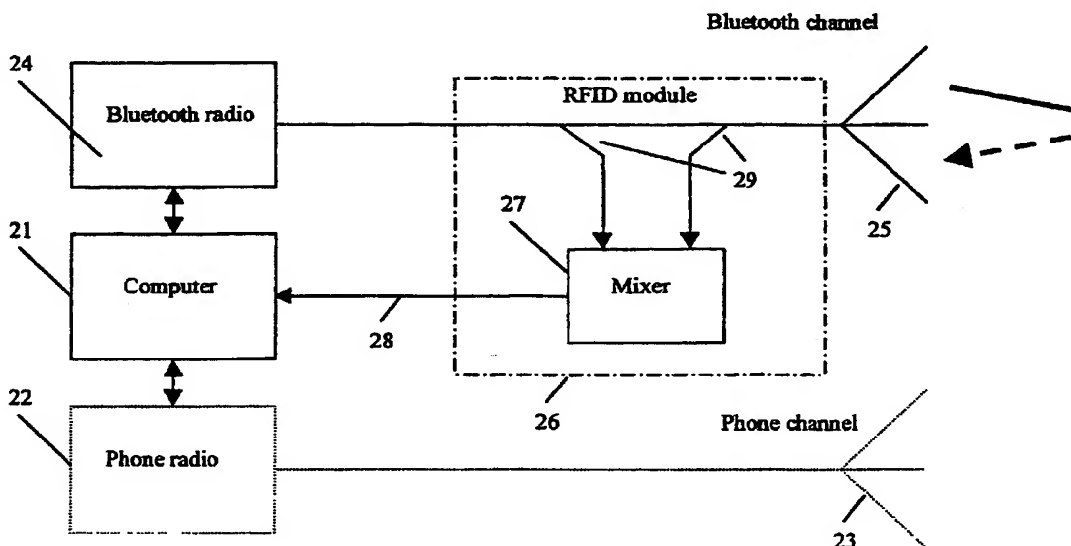 Bluetooth channel
24
RFID module
Bluetooth radio
29
27
25
21
Computer
Mixer
28
22
26
Phone channel
Phone radio
23